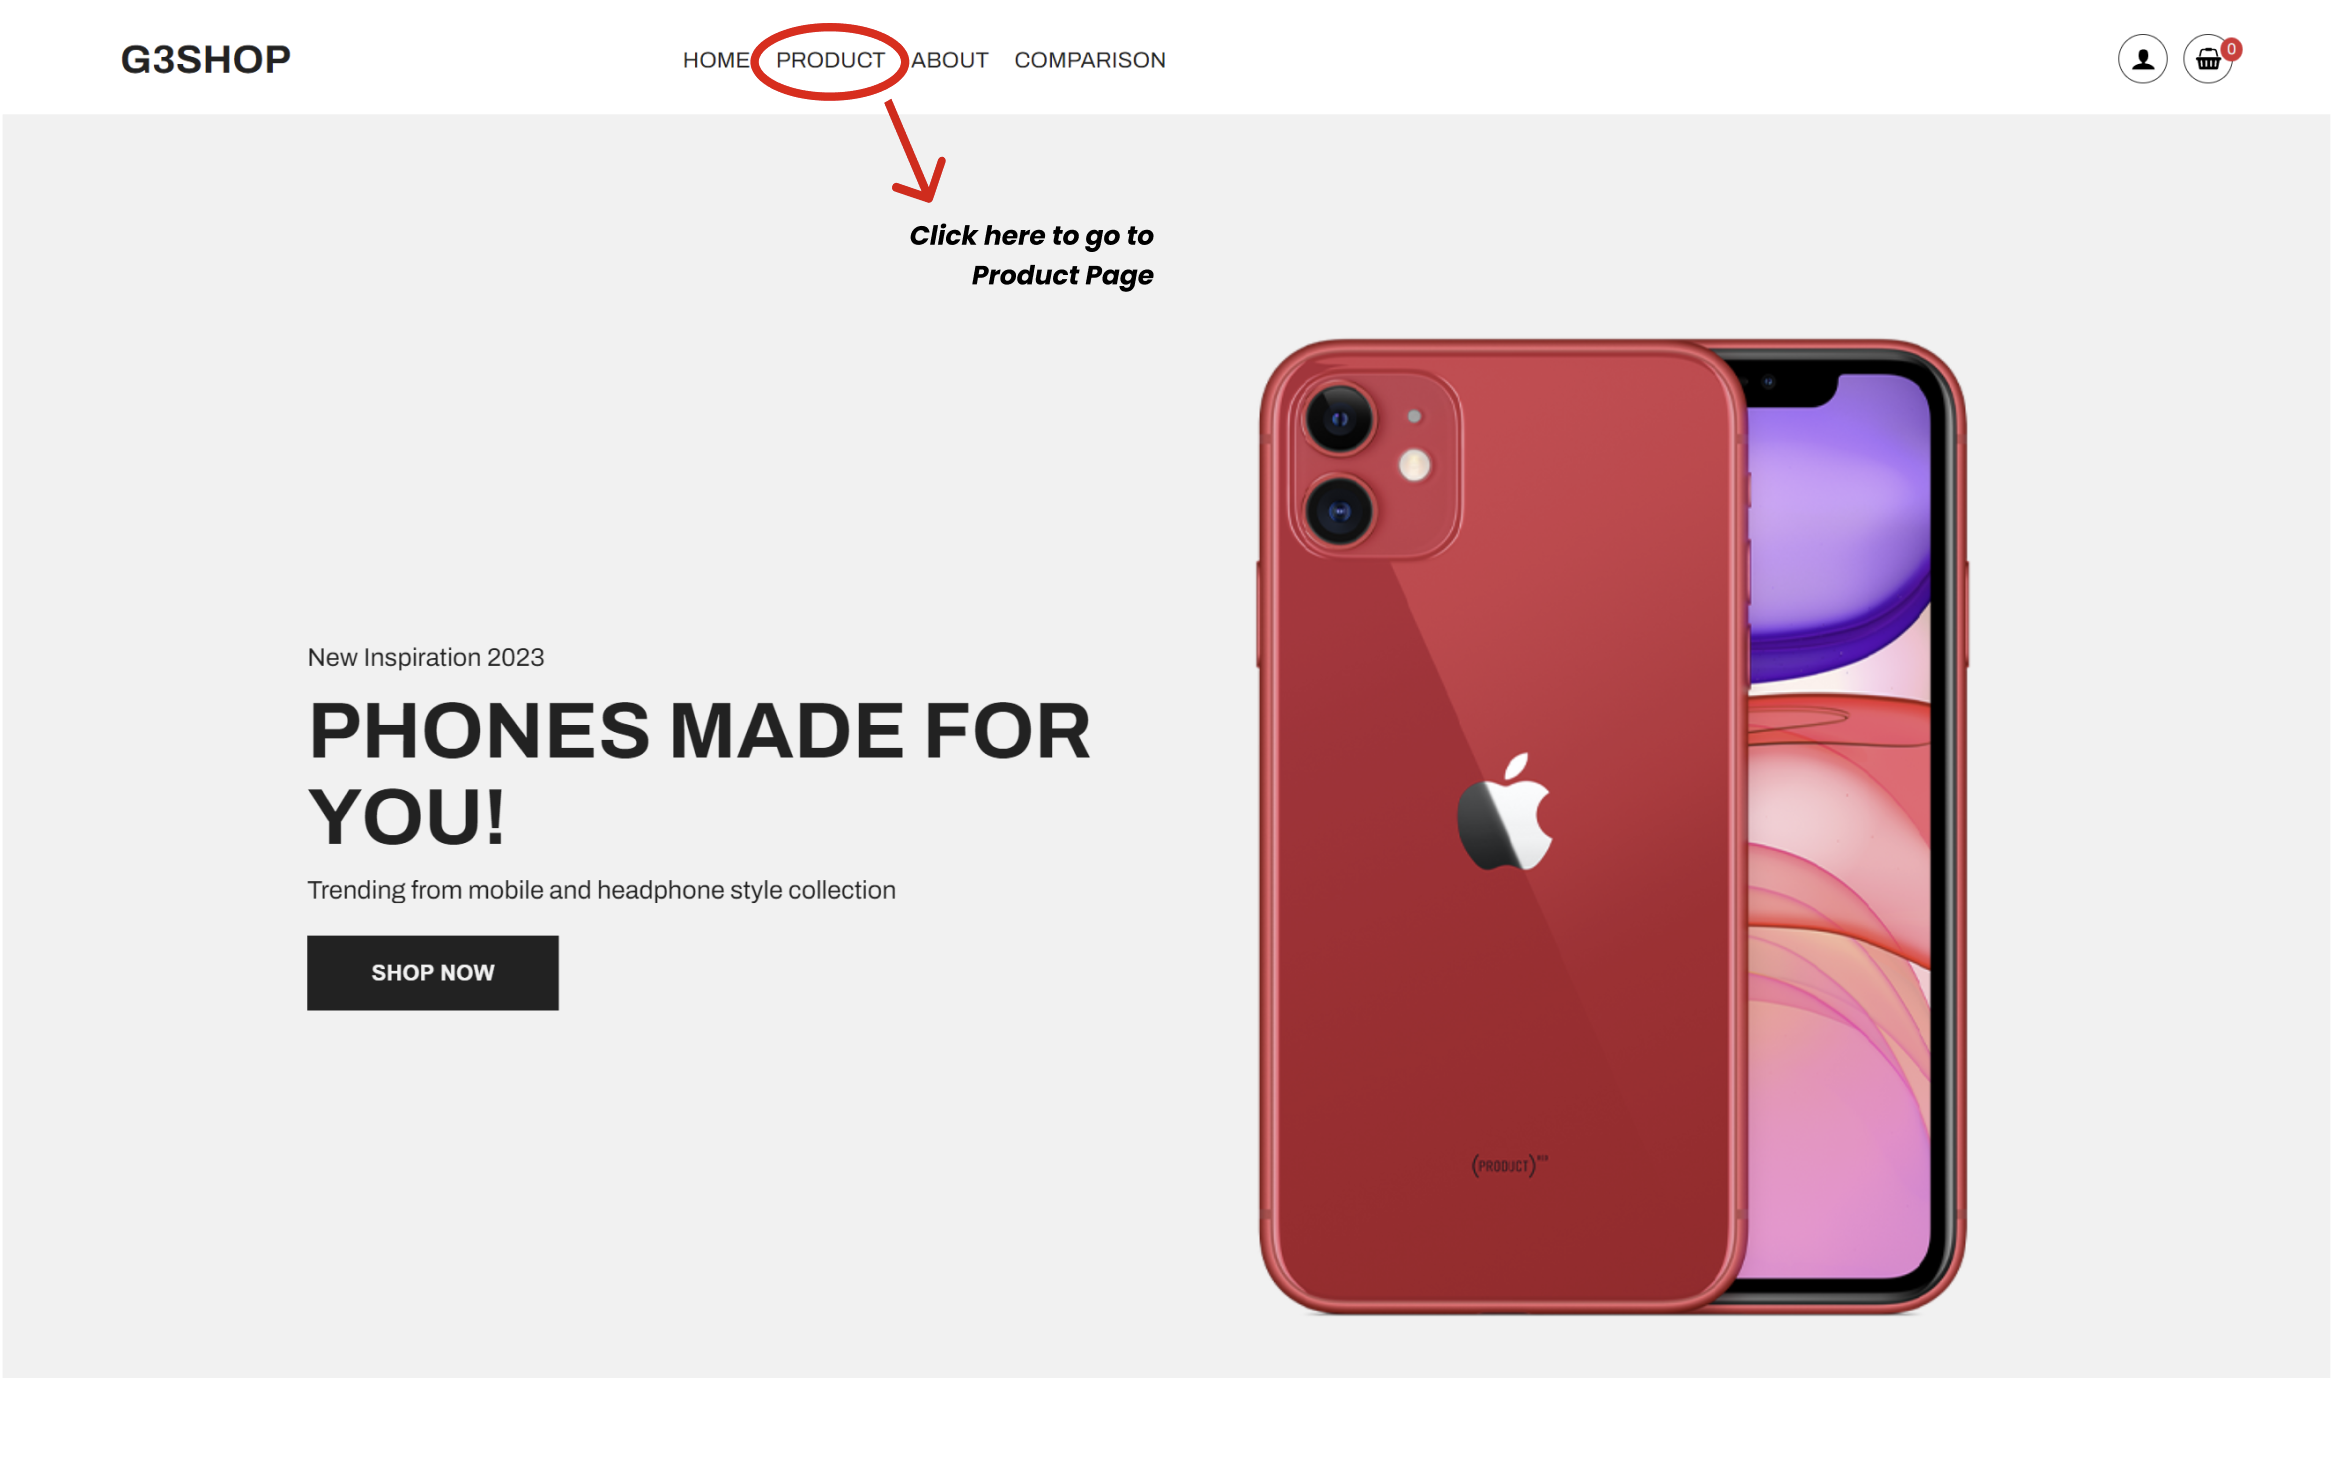 G3SHOP
HOME PRODUCT ABOUT COMPARISON
0
Click here to go to
Product Page
New Inspiration 2023
PHONES MADE FOR
YOU!
Trending from mobile and headphone style collection
SHOP NOW
(PRODUCT)